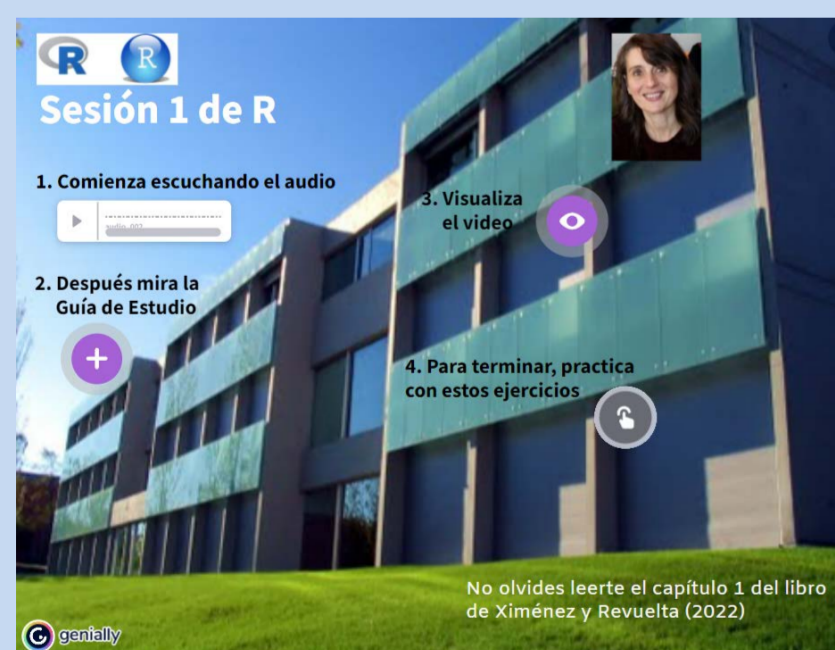 R R
Sesión 1 de R
1. Comienza escuchando el audio
audio_002
2. Después mira la
Guía de Estudio
3. Visualiza
el video
4. Para terminar, practica
con estos ejercicios
No olvides leerte el capítulo 1 del libro
de Ximénez y Revuelta (2022)
genially